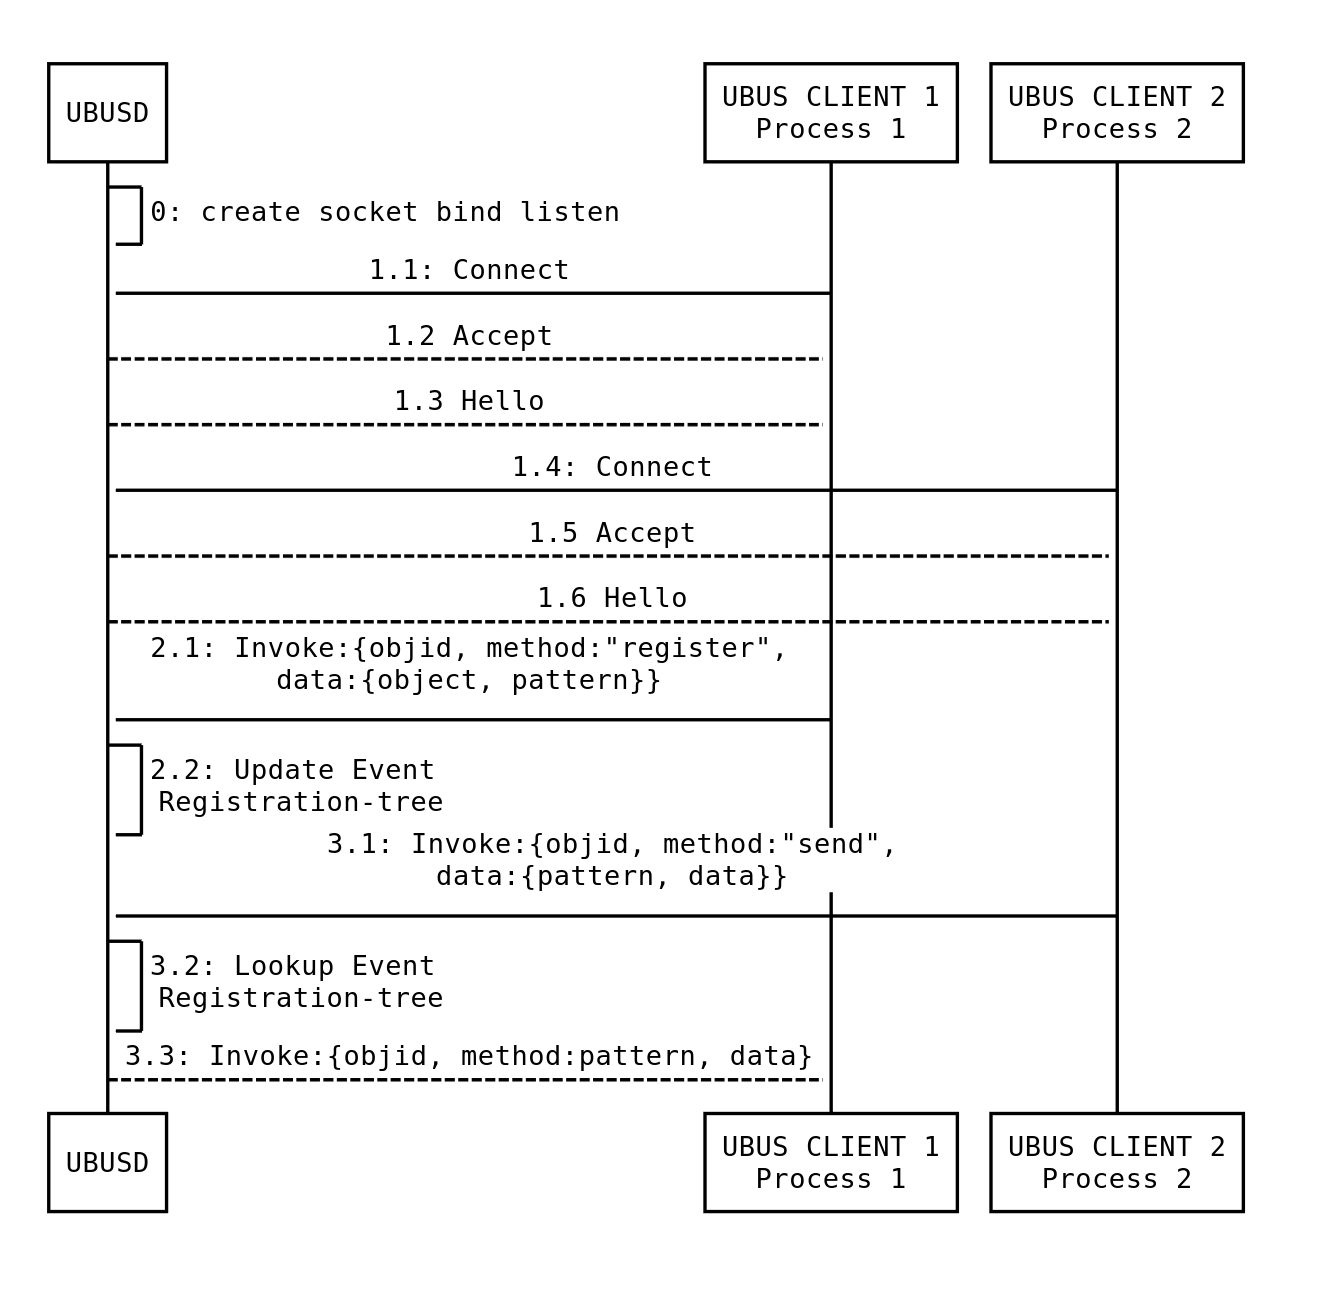 UBUSD
UBUS CLIENT 1
Process 1
UBUS CLIENT 2
Process 2
0: create socket bind listen
1.1: Connect
1.2 Accept
1.3 Hello
1.4: Connect
1.5 Accept
1.6 Hello
2.1: Invoke:{objid, method:"register",
data:{object, pattern}}
2.2: Update Event
Registration-tree
3.1: Invoke:{objid, method:"send",
data:{pattern, data}}
3.2: Lookup Event
Registration-tree
3.3: Invoke:{objid, method:pattern, data}
UBUSD
UBUS CLIENT 1
Process 1
UBUS CLIENT 2
Process 2